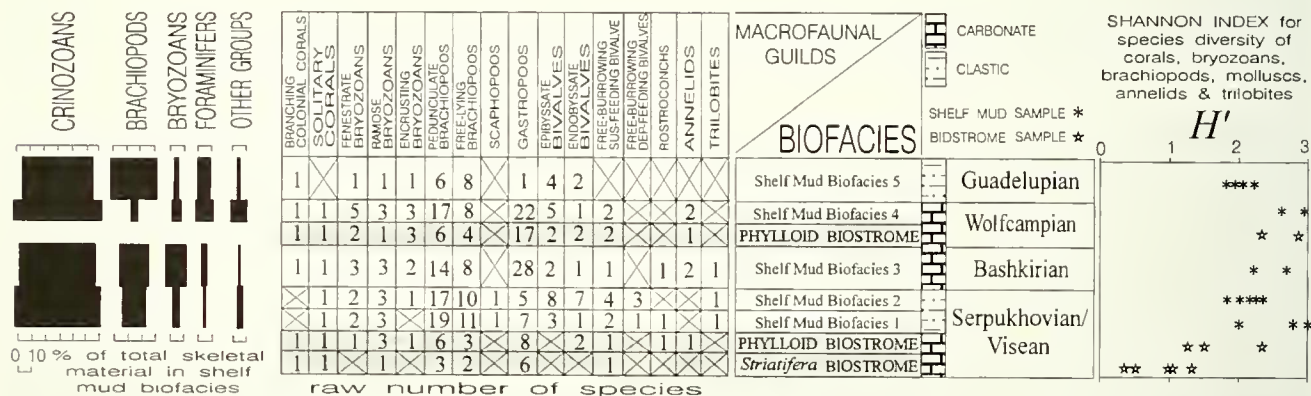 CRINOZOANS
BRACHIOPODS
BRYOZOANS
FORAMINIFERS
OTHER GROUPS
0 10 % of total skeletal
material in shelf
mud biofacies
BRANCHING
COLONIAL CORALS
SOLITARY
CORALS
FENESTRATE
BRYOZOANS
RAMOSE
BRYOZOANS
ENCRUSTING
BRYOZOANS
PEDUNCULATE
BRACHIOPODS
FREE-LYING
BRACHIOPODS
SCAPHOPODS
GASTROPODS
EPIBYSSATE
BIVALVES
ENDOBYSSATE
BIVALVES
FREE-BURROWING
SUS-FEEDING BIVALVE
FREE-BURROWING
DEP-FEEDING BIVALVES
ROSTROCONCHS
ANNELIDS
TRILOBITES
MACROFAUNAL
GUILDS
BIOFACIES
CARBONATE
CLASTIC
SHELF MUD SAMPLE *
BIOSTROME SAMPLE ☆
SHANNON INDEX for
species diversity of
corals, bryozoans,
brachiopods, molluscs,
annelids & trilobites
H'
0 1 2 3
1 1 1 1 6 8 1 4 2 Shelf Mud Biofacies 5 Guadelupian
1 1 5 3 3 17 8 22 5 1 2 2 Shelf Mud Biofacies 4 Wolfcampian
1 1 2 1 3 6 4 17 2 2 2 1 PHYLLOID BIOSTROME
1 1 3 3 2 14 8 28 2 1 1 1 2 1 Shelf Mud Biofacies 3 Bashkirian
1 2 3 1 17 10 1 5 8 7 4 3 1 Shelf Mud Biofacies 2 Serpukhovian/
1 2 3 19 11 1 7 3 1 2 1 1 1 Shelf Mud Biofacies 1 Visean
1 1 1 3 1 6 3 8 2 1 1 1 PHYLLOID BIOSTROME
1 1 1 3 2 6 1 Striatifera BIOSTROME
raw number of species